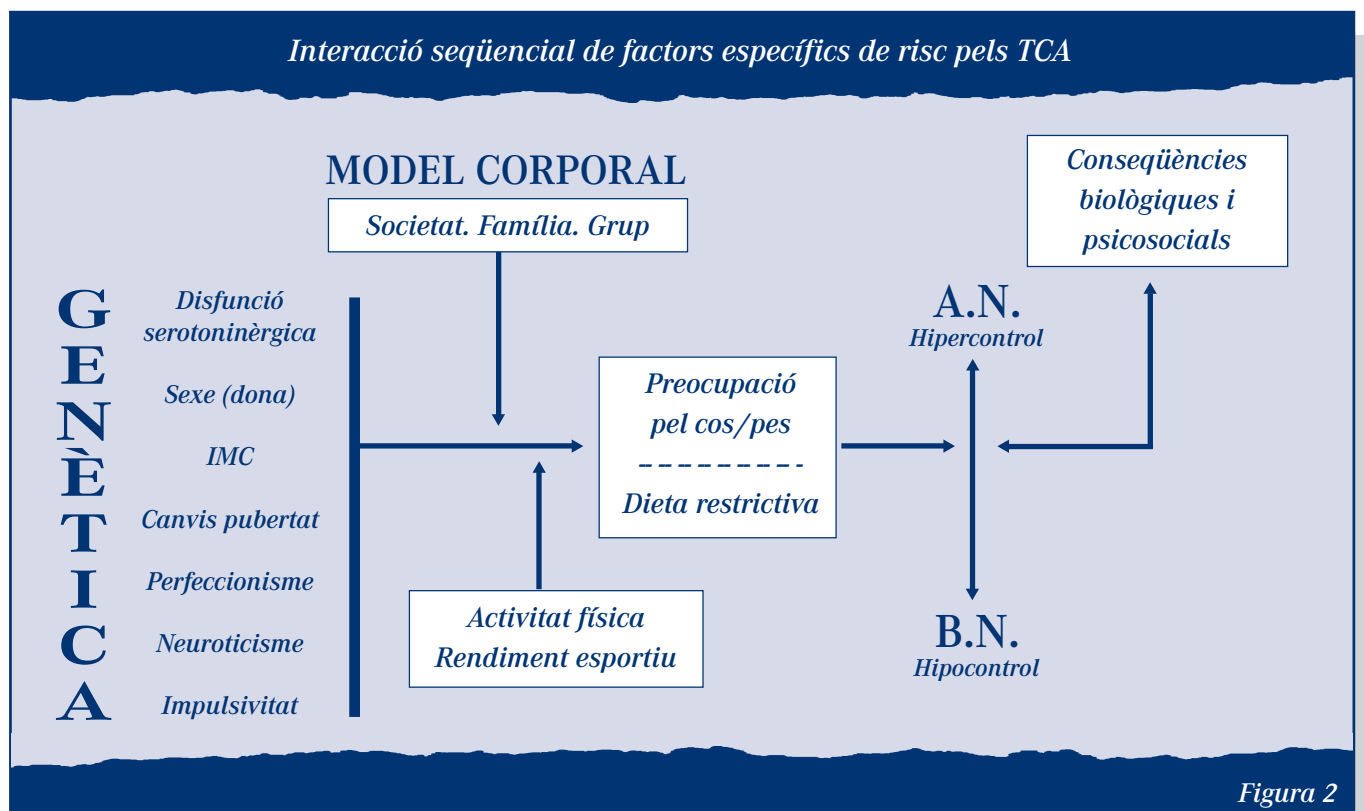 Interacció seqüencial de factors específics de risc pels TCA
MODEL CORPORAL
Societat. Família. Grup
Conseqüències
biològiques i
psicosocials
GENÈTICA
Disfunció
serotoninèrgica
Sexe (dona)
IMC
Canvis pubertat
Perfeccionisme
Neuroticisme
Impulsivitat
Preocupació
pel cos/pes
Dieta restrictiva
Activitat física
Rendiment esportiu
A.N.
Hipercontrol
B.N.
Hipocontrol
Figura 2